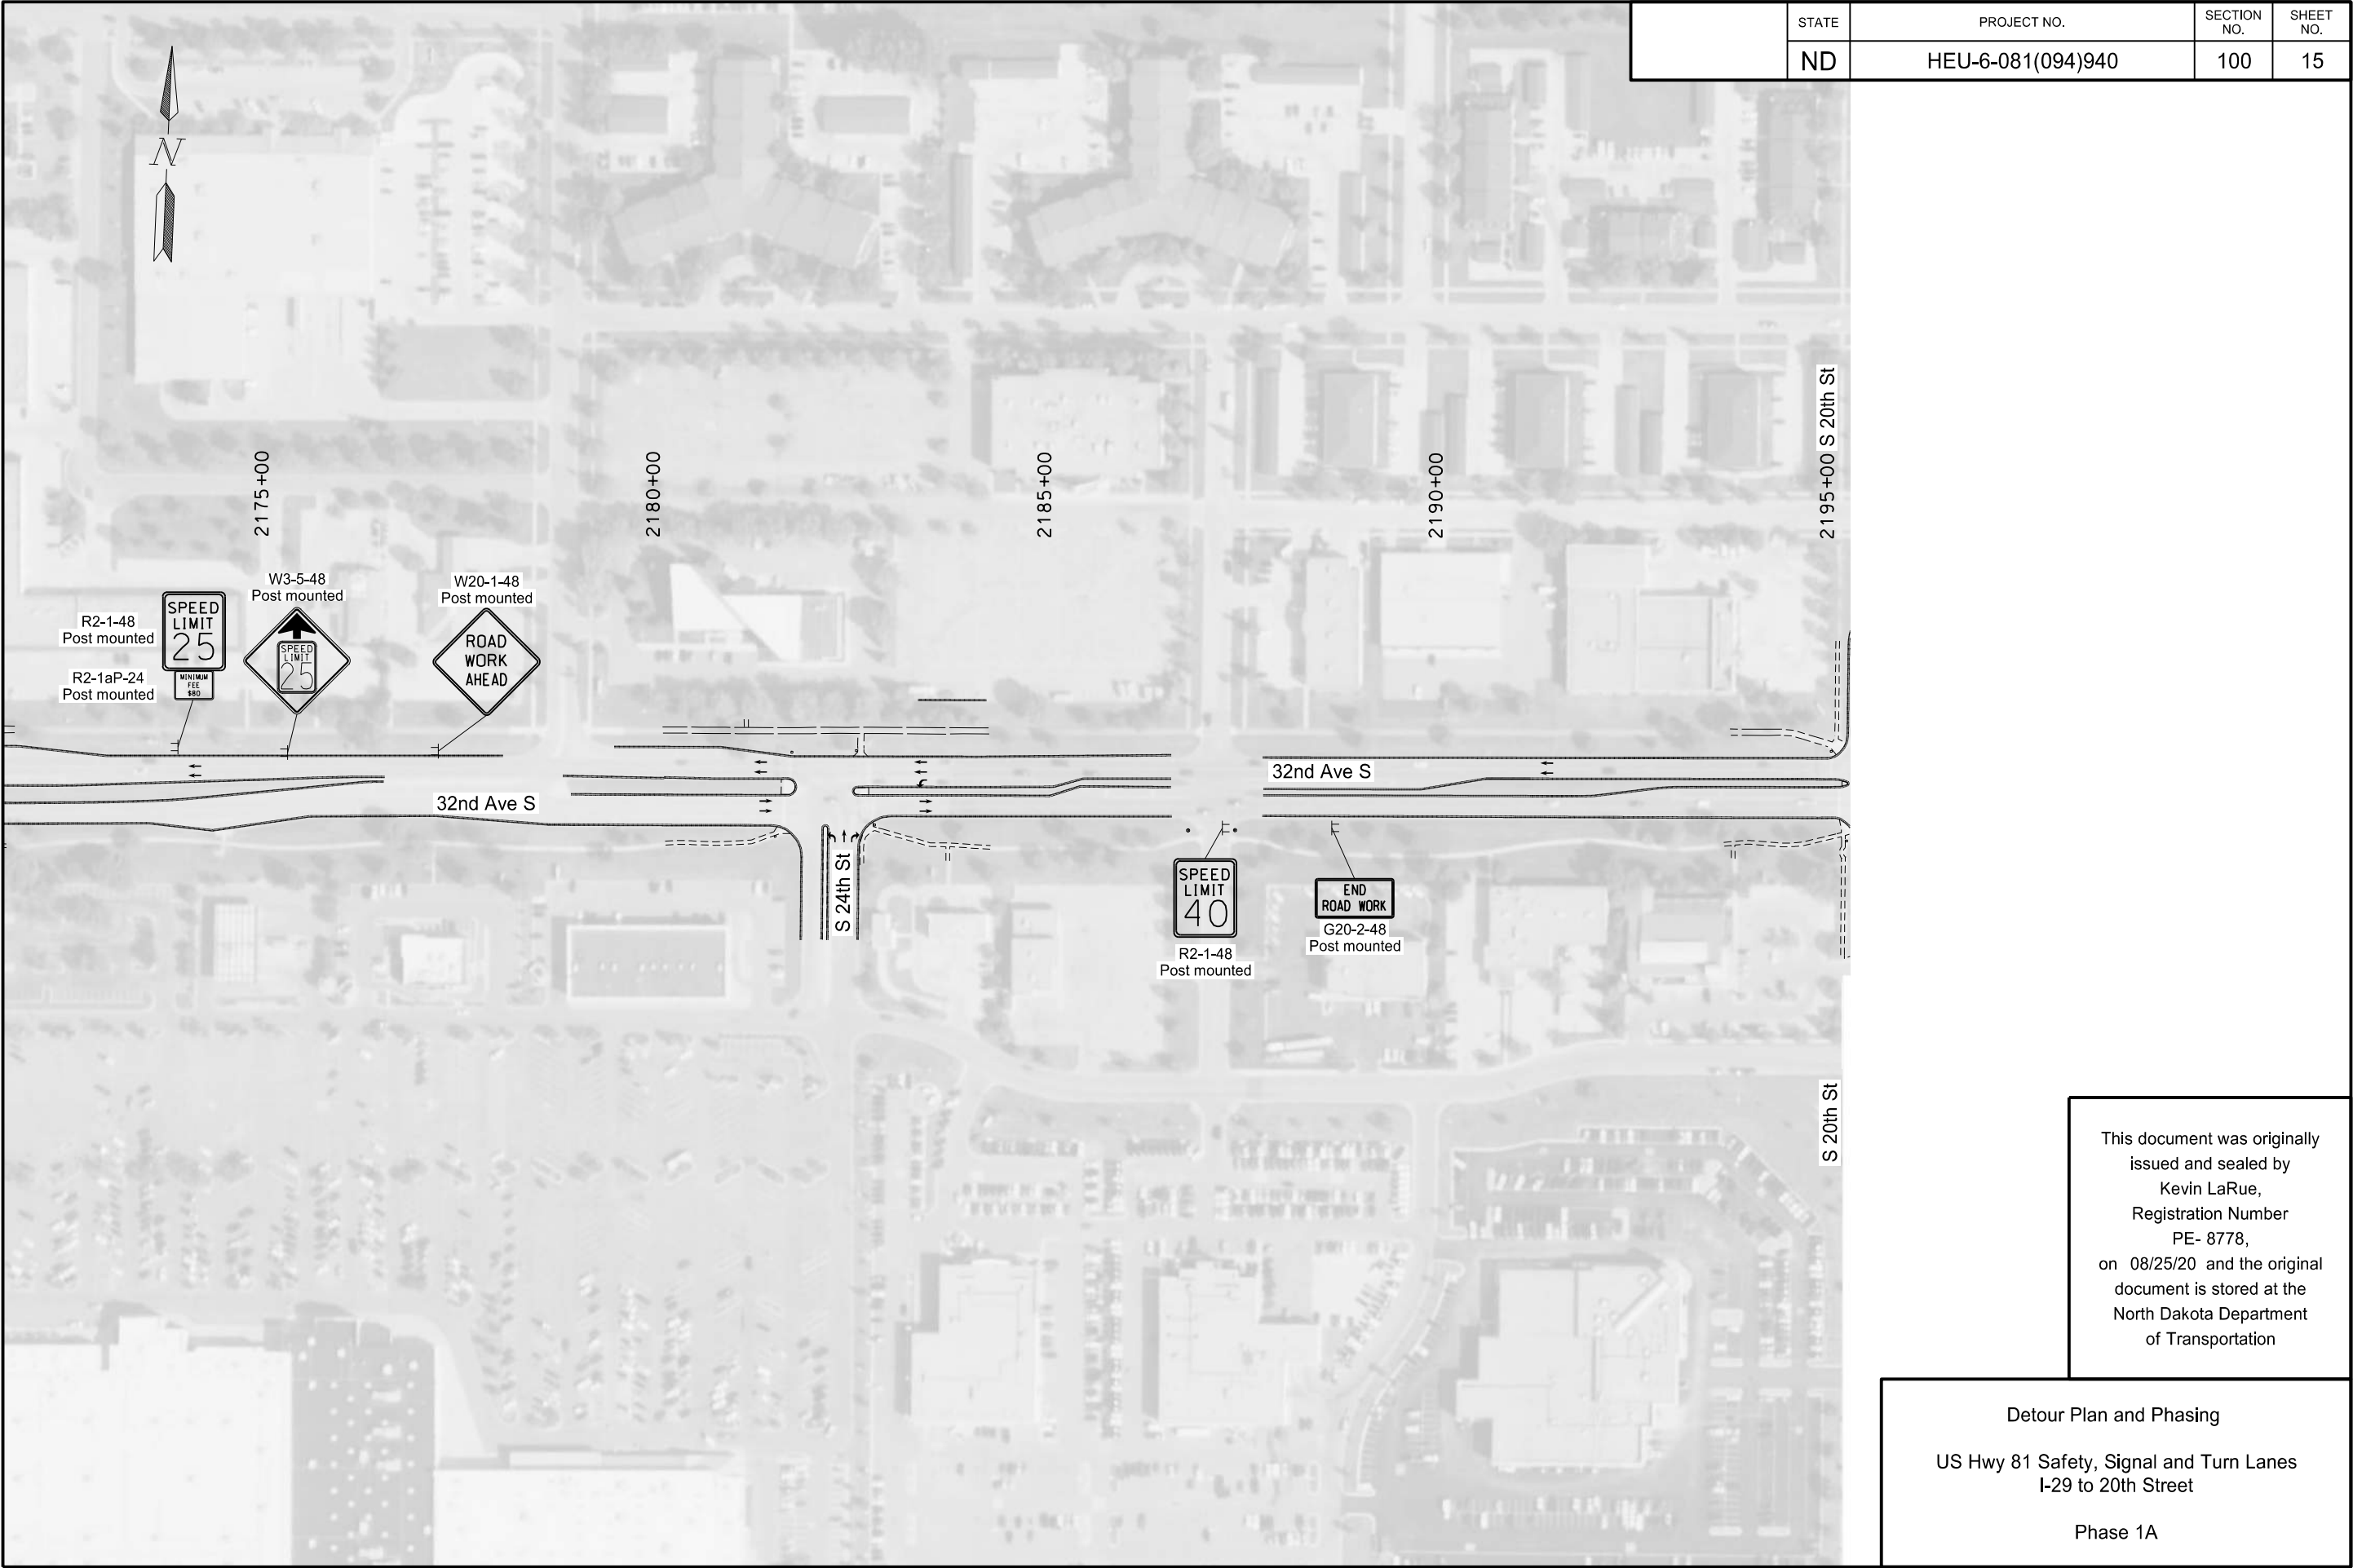 STATE
PROJECT NO.
SECTION
NO.
SHEET
NO.
ND
HEU-6-081(094)940
100
15
N
2175+00
2180+00
2185+00
2190+00
2195+00
S 20th St
R2-1-48
Post mounted
SPEED
LIMIT
25
R2-1aP-24
Post mounted
MINIMUM
FEE
$80
W3-5-48
Post mounted
SPEED
LIMIT
25
W20-1-48
Post mounted
ROAD
WORK
AHEAD
32nd Ave S
32nd Ave S
S 24th St
SPEED
LIMIT
40
R2-1-48
Post mounted
END
ROAD WORK
G20-2-48
Post mounted
S 20th St
This document was originally
issued and sealed by
Kevin LaRue,
Registration Number
PE- 8778,
on 08/25/20 and the original
document is stored at the
North Dakota Department
of Transportation
Detour Plan and Phasing
US Hwy 81 Safety, Signal and Turn Lanes
I-29 to 20th Street
Phase 1A